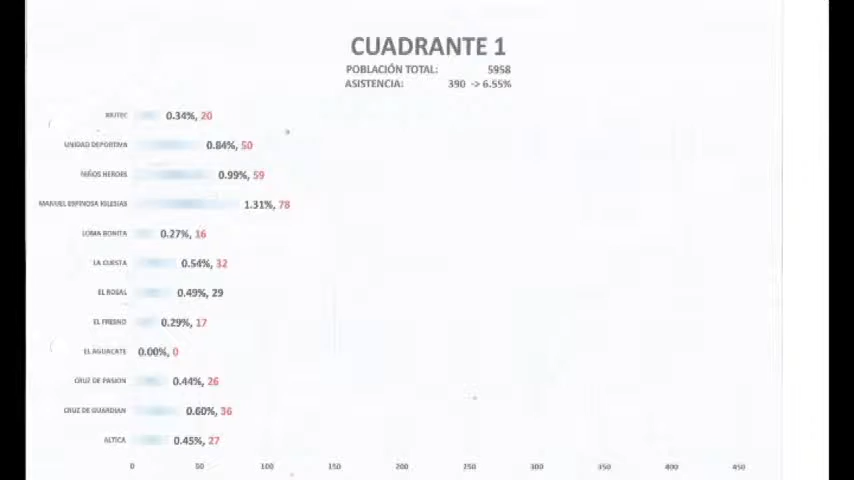 CUADRANTE 1
POBLACIÓN TOTAL: 5958
ASISTENCIA: 390 -> 6.55%
0.34%, 20
UNIDAD DEPORTIVA 0.84%, 50
NIÑOS HEROES 0.99%, 59
MANUEL ESPINOSA IGLESIAS 1.31%, 78
LOMA BONITA 0.27%, 16
LA CUESTA 0.54%, 32
EL ROSAL 0.49%, 29
EL FRESNO 0.29%, 17
EL AGUACATE 0.00%, 0
CRUZ DE PASION 0.44%, 26
CRUZ DE GUARDIAN 0.60%, 36
ALTICA 0.45%, 27
0 50 100 150 200 250 300 350 400 450